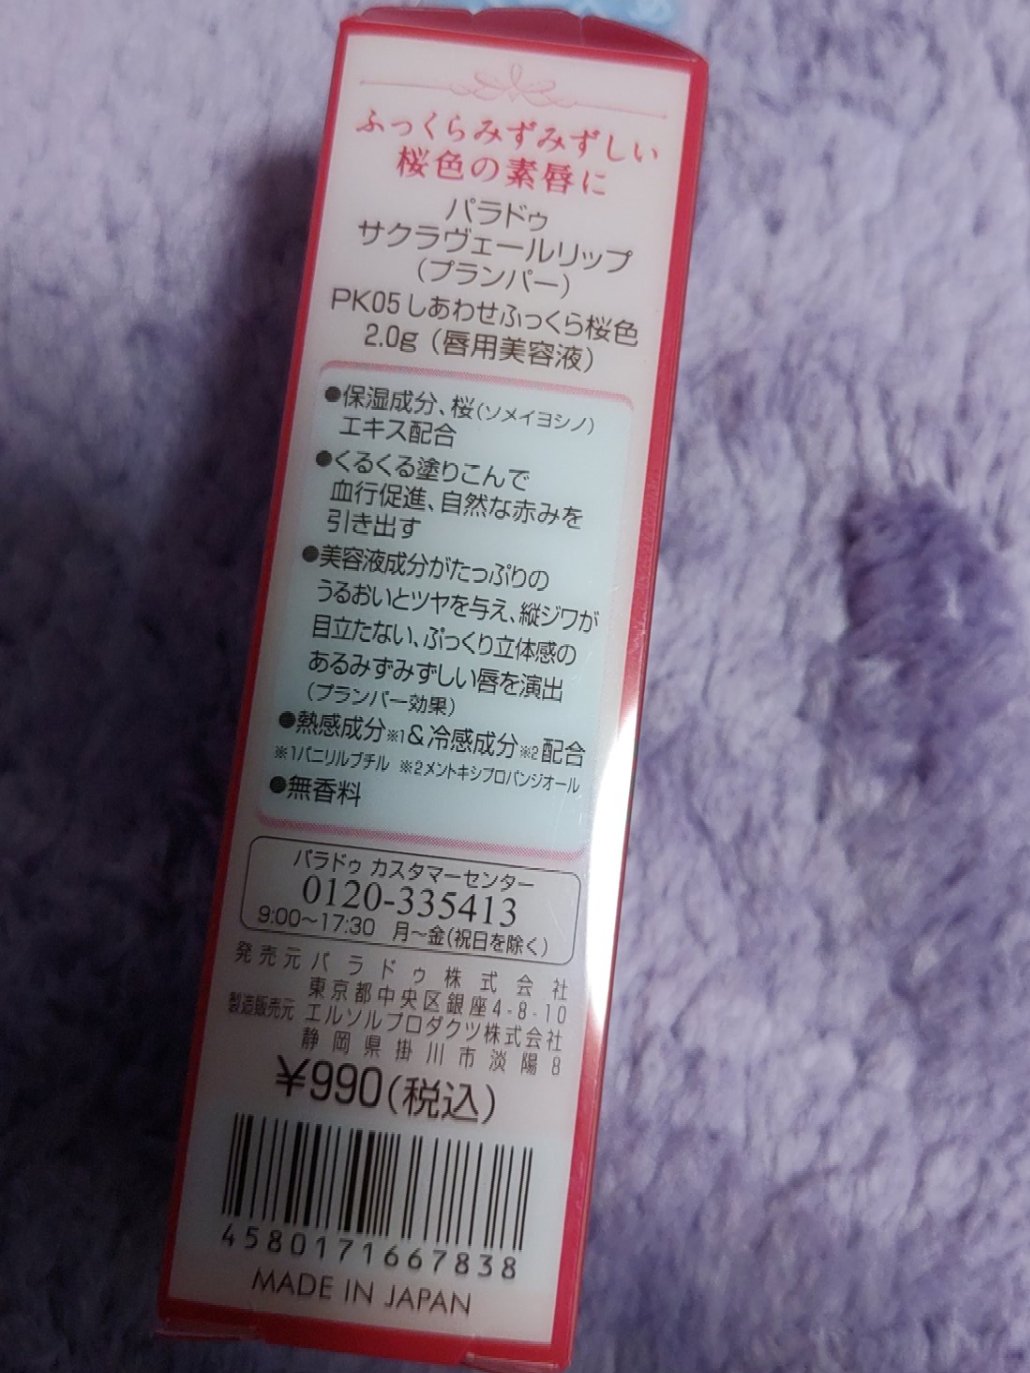 ふっくらみずみずしい
桜色の素唇に
パラドゥ
サクラヴェールリップ
(プランパー)
PK05 しあわせふっくら桜色
2.0g (唇用美容液)
●保湿成分、桜(ソメイヨシノ)
エキス配合
●くるくる塗りこんで
血行促進、自然な赤みを
引き出す
●美容液成分がたっぷりの
うるおいとツヤを与え、縦ジワが
目立たない、ぷっくり立体感の
あるみずみずしい唇を演出
(プランパー効果)
●熱感成分※1&冷感成分※2配合
※1バニリルブチル ※2メントキシプロパンジオール
●無香料
パラドゥ カスタマーセンター
0120-335413
9:00~17:30 月~金(祝日を除く)
発売元 パラドゥ株式会社
東京都中央区銀座4-8-10
製造販売元 エルソルプロダクツ株式会社
静岡県掛川市淡陽8
¥990(税込)
4580171667838
MADE IN JAPAN